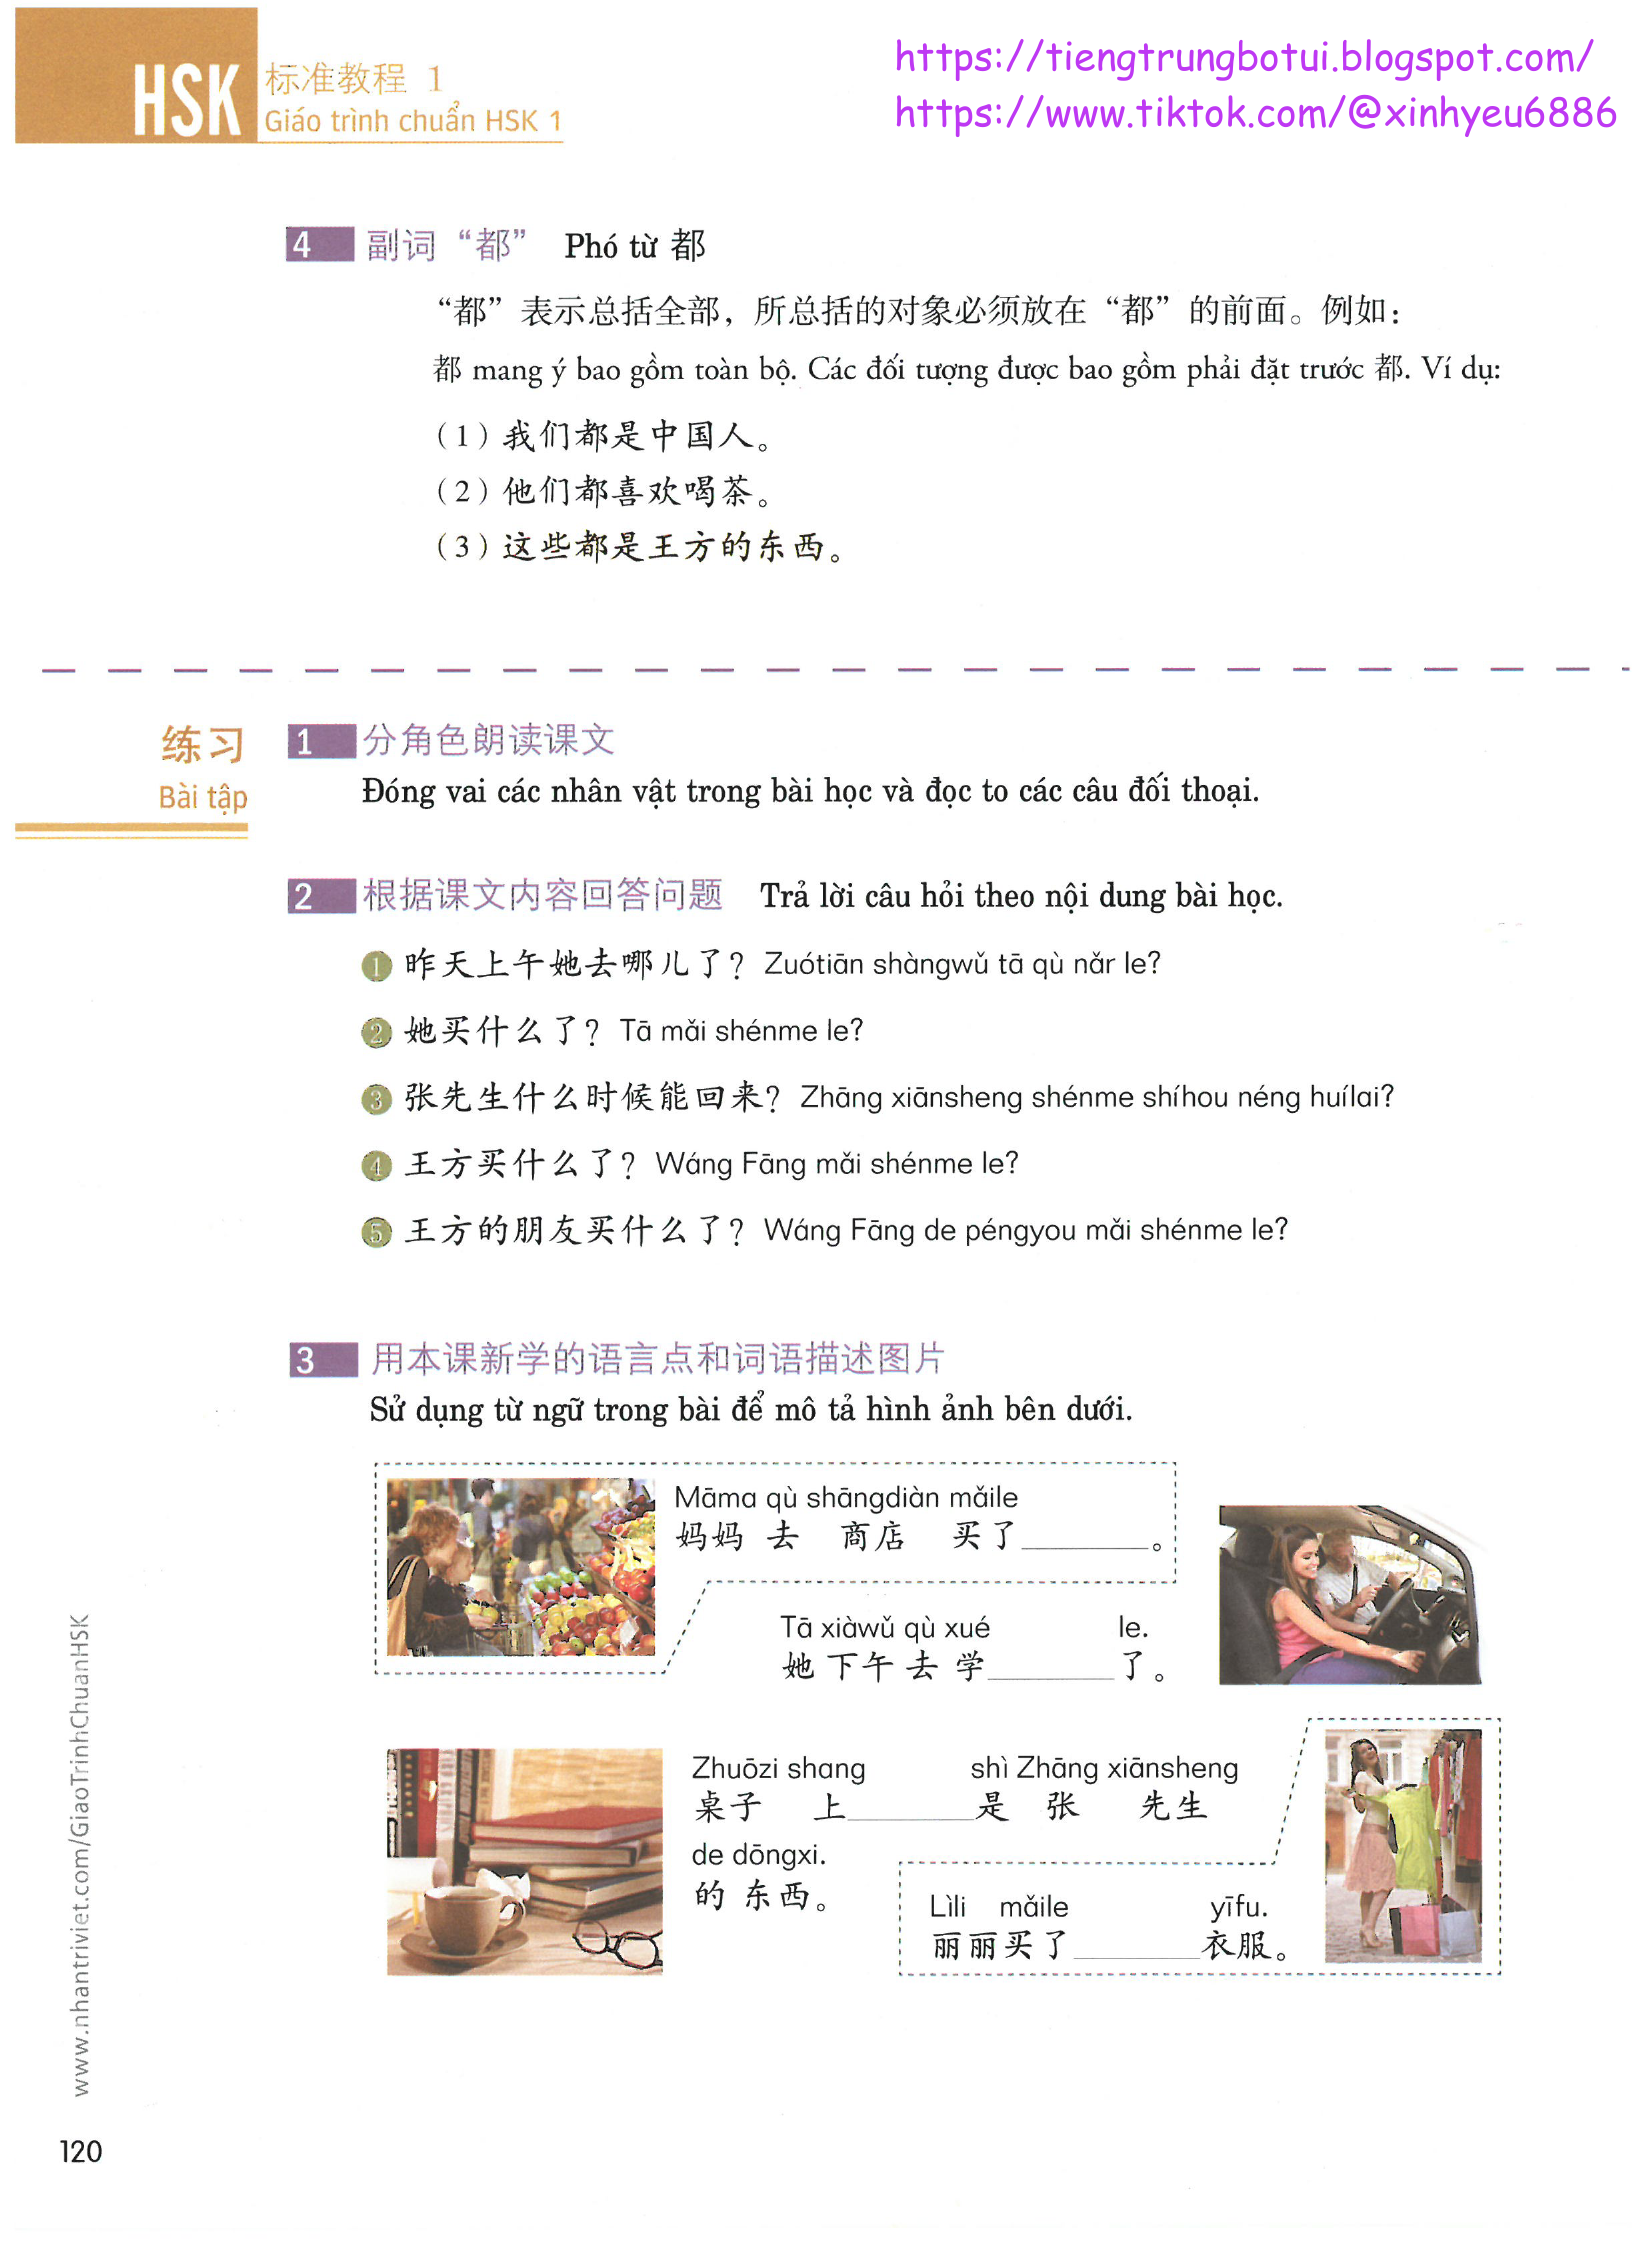 HSK 标准教程 1
Giáo trình chuẩn HSK 1
https://tiengtrungbotui.blogspot.com/
https://www.tiktok.com/@xinhyeu6886
4 副词“都” Phó từ 都
“都”表示总括全部，所总括的对象必须放在“都”的前面。例如：
都 mang ý bao gồm toàn bộ. Các đối tượng được bao gồm phải đặt trước 都. Ví dụ:
（1）我们都是中国人。
（2）他们都喜欢喝茶。
（3）这些都是王方的东西。
练习
Bài tập
1 分角色朗读课文
Đóng vai các nhân vật trong bài học và đọc to các câu đối thoại.
2 根据课文内容回答问题 Trả lời câu hỏi theo nội dung bài học.
1 昨天上午她去哪儿了？ Zuótiān shàngwǔ tā qù nǎr le?
2 她买什么了？ Tā mǎi shénme le?
3 张先生什么时候能回来？ Zhāng xiānsheng shénme shíhou néng huílai?
4 王方买什么了？ Wáng Fāng mǎi shénme le?
5 王方的朋友买什么了？ Wáng Fāng de péngyou mǎi shénme le?
3 用本课新学的语言点和词语描述图片
Sử dụng từ ngữ trong bài để mô tả hình ảnh bên dưới.
Māma qù shāngdiàn mǎile
妈妈 去 商店 买了________。
Tā xiàwǔ qù xué le.
她下午去学________了。
Zhuōzi shang shì Zhāng xiānsheng
桌子 上________是 张 先生
de dōngxi.
的 东西。
Lìli mǎile yīfu.
丽丽买了________衣服。
www.nhantriviet.com/GiaoTrinhChuanHSK
120